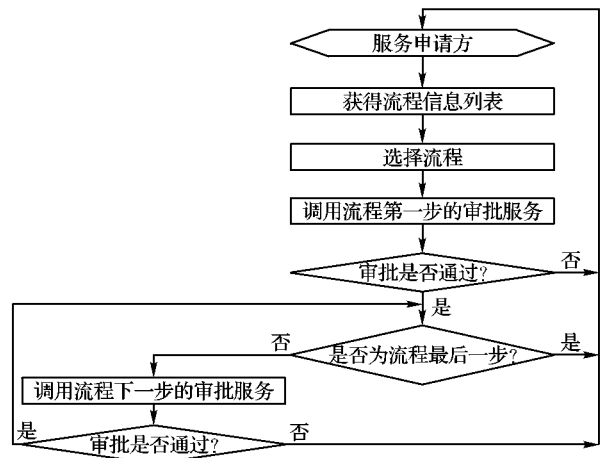 服务申请方
获得流程信息列表
选择流程
调用流程第一步的审批服务
审批是否通过?
否
是
是否为流程最后一步?
否
是
调用流程下一步的审批服务
审批是否通过?
是
否